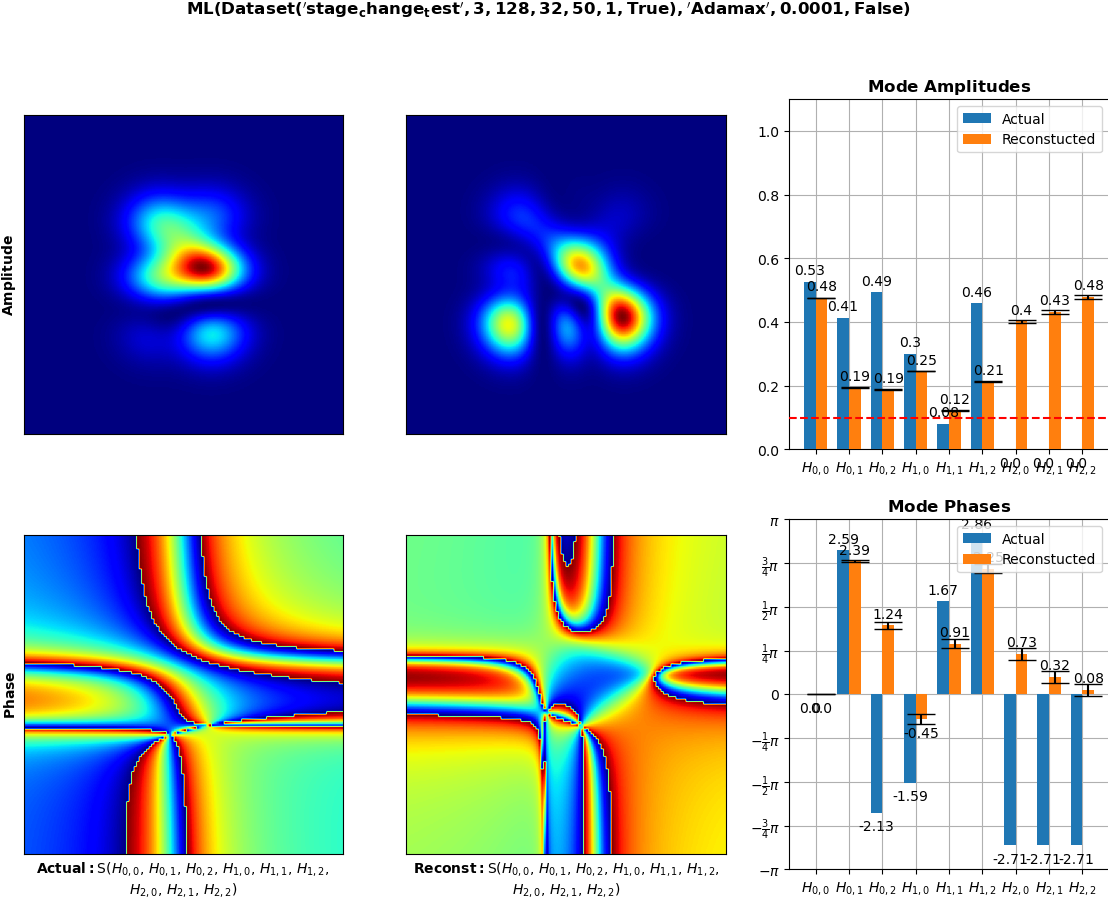 ML(Dataset('stage_change_test', 3, 128, 32, 50, 1, True), 'Adamax', 0.0001, False)
Amplitude
Mode Amplitudes
Actual
Reconstucted
1.0
0.8
0.6
0.4
0.2
0.0
0.53
0.48
0.41
0.19
0.49
0.19
0.3
0.25
0.08
0.12
0.46
0.21
0.0
0.4
0.0
0.43
0.0
0.48
H0,0 H0,1 H0,2 H1,0 H1,1 H1,2 H2,0 H2,1 H2,2
Phase
Actual: S(H0,0, H0,1, H0,2, H1,0, H1,1, H1,2,
H2,0, H2,1, H2,2)
Reconst: S(H0,0, H0,1, H0,2, H1,0, H1,1, H1,2,
H2,0, H2,1, H2,2)
Mode Phases
Actual
Reconstucted
π
3/4π
1/2π
1/4π
0
−1/4π
−1/2π
−3/4π
−π
0.0
0.0
2.59
2.39
-2.13
1.24
-1.59
-0.45
1.67
0.91
2.86
-2.71
0.73
-2.71
0.32
-2.71
0.08
H0,0 H0,1 H0,2 H1,0 H1,1 H1,2 H2,0 H2,1 H2,2